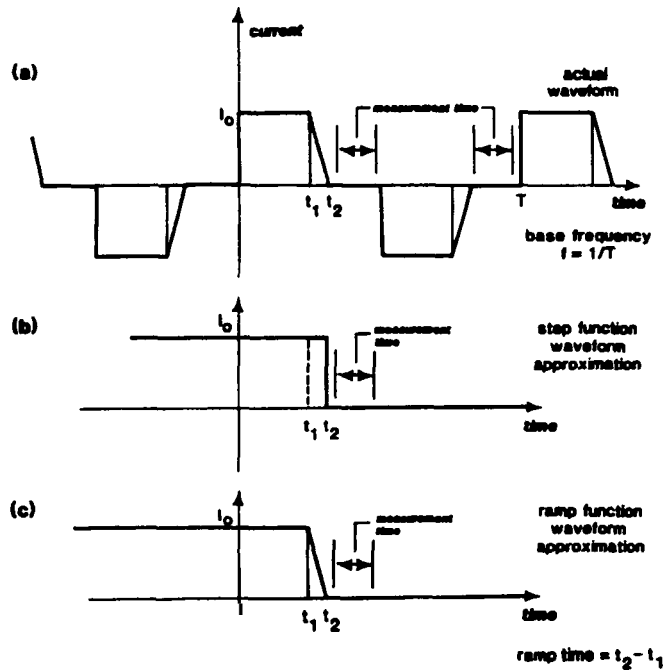 (a)
current
actual
waveform
I₀
measurement time
t₁ t₂
T
time
base frequency
f = 1/T
(b)
I₀
measurement
time
step function
waveform
approximation
t₁ t₂
time
(c)
I₀
measurement
time
ramp function
waveform
approximation
t₁ t₂
time
ramp time = t₂ - t₁